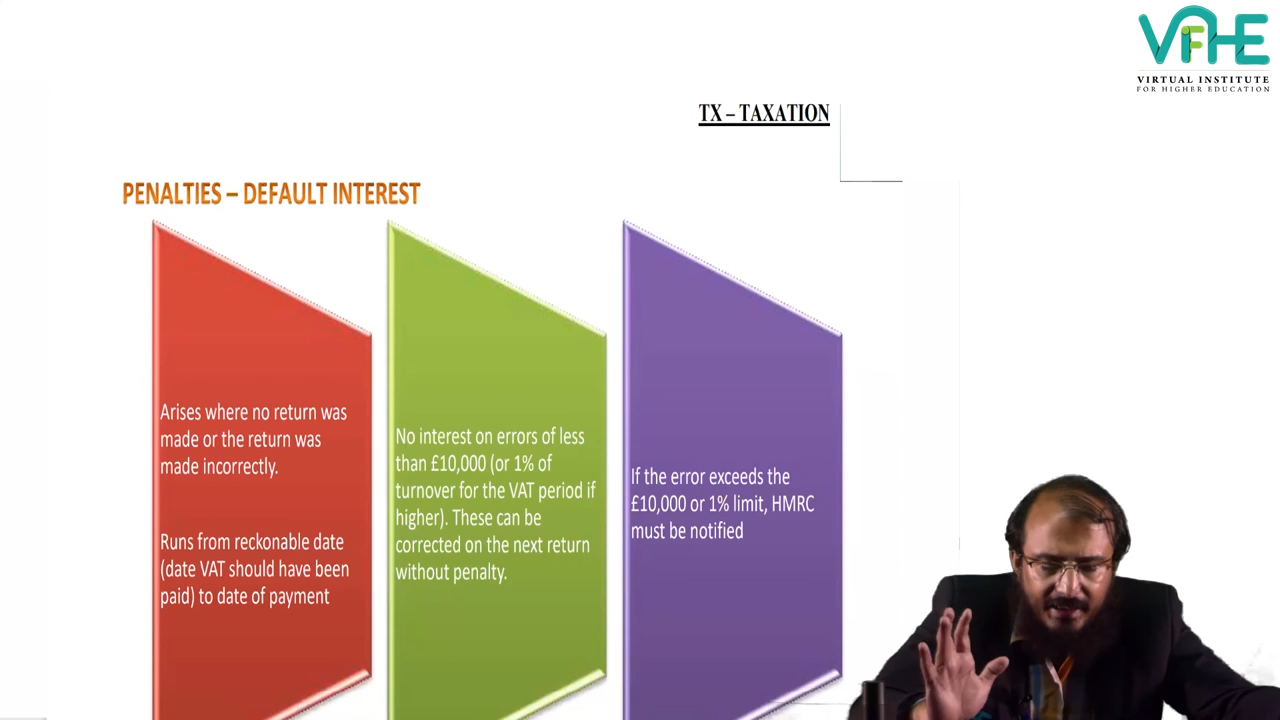 VIFHE
VIRTUAL INSTITUTE
FOR HIGHER EDUCATION
TX – TAXATION
PENALTIES – DEFAULT INTEREST
Arises where no return was
made or the return was
made incorrectly.
Runs from reckonable date
(date VAT should have been
paid) to date of payment
No interest on errors of less
than £10,000 (or 1% of
turnover for the VAT period if
higher). These can be
corrected on the next return
without penalty.
If the error exceeds the
£10,000 or 1% limit, HMRC
must be notified